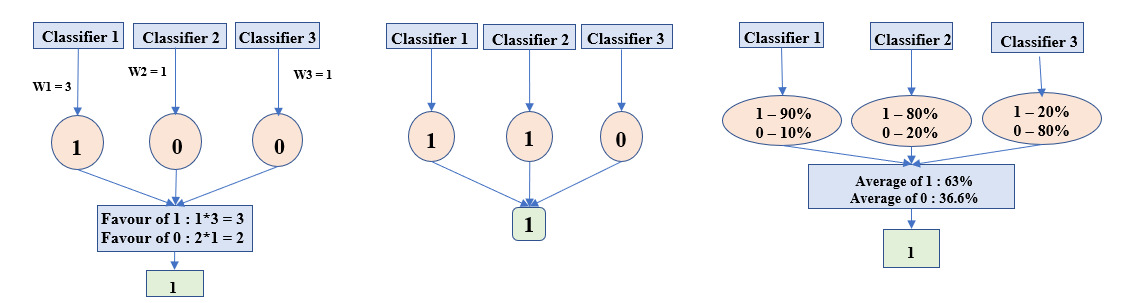 Classifier 1
Classifier 2
Classifier 3
W1 = 3
W2 = 1
W3 = 1
1
0
0
Favour of 1 : 1*3 = 3
Favour of 0 : 2*1 = 2
1
Classifier 1
Classifier 2
Classifier 3
1
1
0
1
Classifier 1
Classifier 2
Classifier 3
1 – 90%
0 – 10%
1 – 80%
0 – 20%
1 – 20%
0 – 80%
Average of 1 : 63%
Average of 0 : 36.6%
1